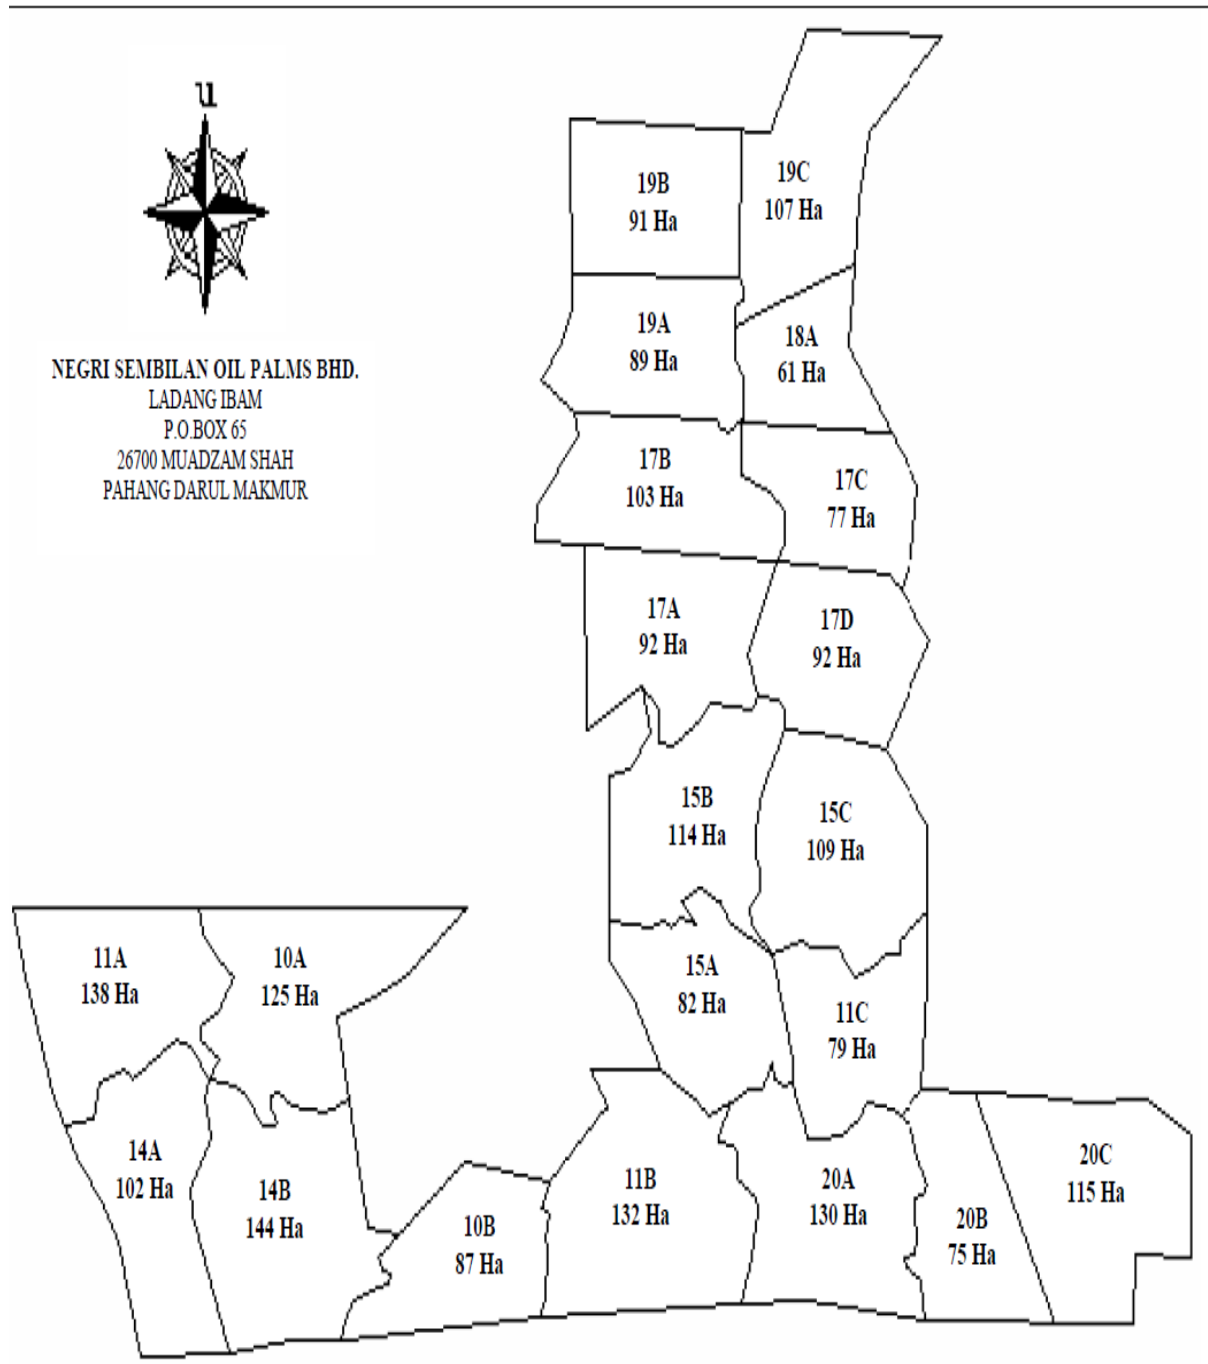 u
NEGRI SEMBILAN OIL PALMS BHD.
LADANG IBAM
P.O.BOX 65
26700 MUADZAM SHAH
PAHANG DARUL MAKMUR
19B
91 Ha
19C
107 Ha
19A
89 Ha
18A
61 Ha
17B
103 Ha
17C
77 Ha
17A
92 Ha
17D
92 Ha
15B
114 Ha
15C
109 Ha
11A
138 Ha
10A
125 Ha
15A
82 Ha
11C
79 Ha
14A
102 Ha
14B
144 Ha
10B
87 Ha
11B
132 Ha
20A
130 Ha
20B
75 Ha
20C
115 Ha